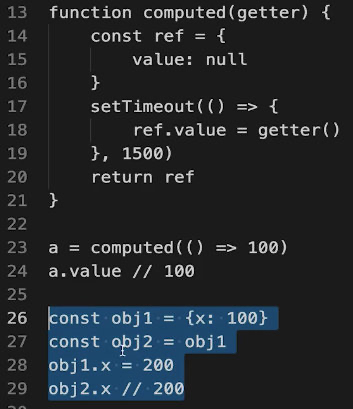 13 function computed(getter) {
14     const ref = {
15         value: null
16     }
17     setTimeout(() => {
18         ref.value = getter()
19     }, 1500)
20     return ref
21 }
22
23 a = computed(() => 100)
24 a.value // 100
25
26 const obj1 = {x: 100}
27 const obj2 = obj1
28 obj1.x = 200
29 obj2.x // 200